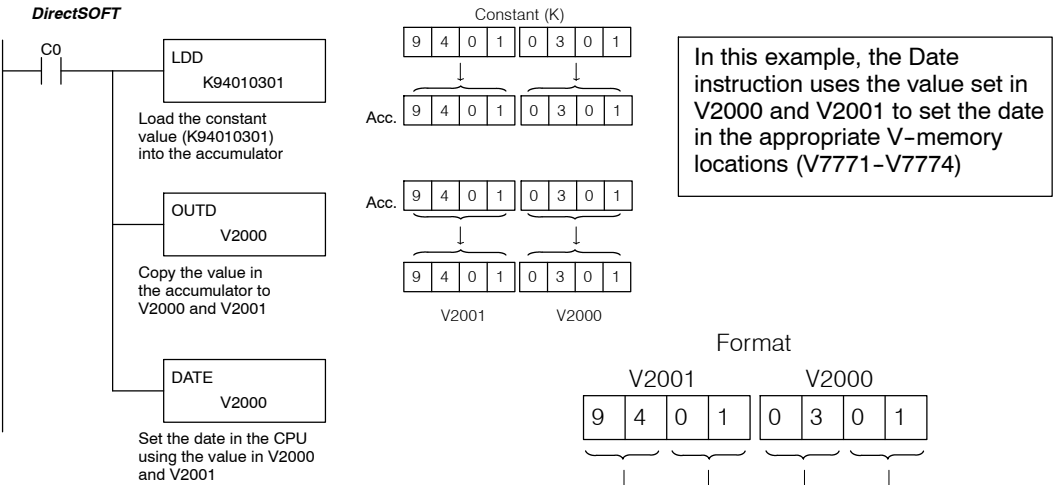 DirectSOFT
C0
LDD
K94010301
Load the constant
value (K94010301)
into the accumulator
OUTD
V2000
Copy the value in
the accumulator to
V2000 and V2001
DATE
V2000
Set the date in the CPU
using the value in V2000
and V2001
Constant (K)
9 4 0 1 0 3 0 1
Acc. 9 4 0 1 0 3 0 1
Acc. 9 4 0 1 0 3 0 1
9 4 0 1 0 3 0 1
V2001 V2000
In this example, the Date
instruction uses the value set in
V2000 and V2001 to set the date
in the appropriate V-memory
locations (V7771-V7774)
Format
V2001 V2000
9 4 0 1 0 3 0 1